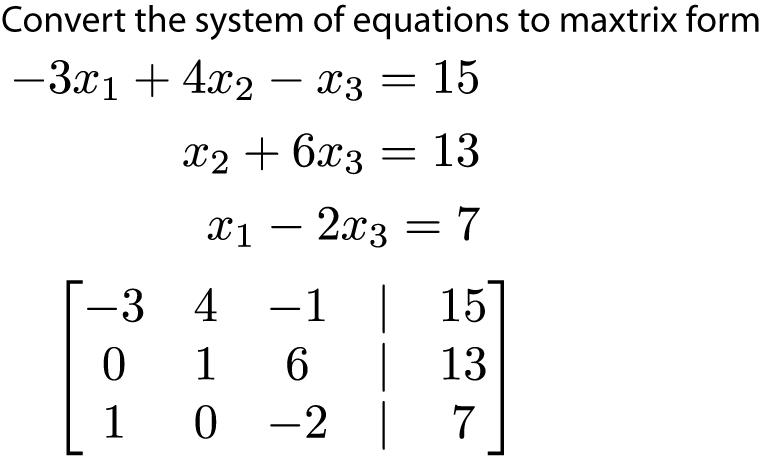 Convert the system of equations to maxtrix form
−3x₁ + 4x₂ − x₃ = 15
x₂ + 6x₃ = 13
x₁ − 2x₃ = 7
−3 4 −1 | 15
0 1 6 | 13
1 0 −2 | 7